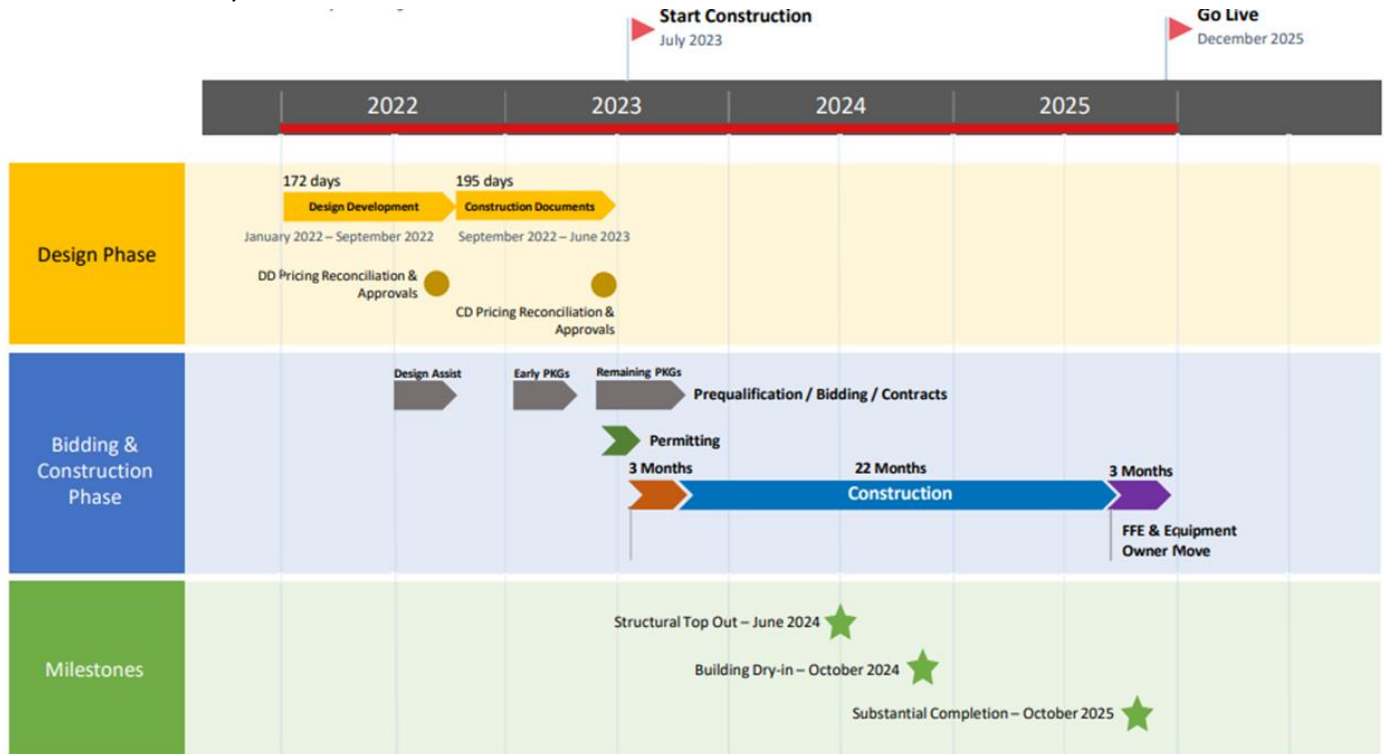 Start Construction
July 2023
Go Live
December 2025
2022
2023
2024
2025
Design Phase
172 days
195 days
Design Development
Construction Documents
January 2022 – September 2022
September 2022 – June 2023
DD Pricing Reconciliation &
Approvals
CD Pricing Reconciliation &
Approvals
Bidding &
Construction
Phase
Design Assist
Early PKGs
Remaining PKGs
Prequalification / Bidding / Contracts
Permitting
3 Months
22 Months
3 Months
Construction
FFE & Equipment
Owner Move
Milestones
Structural Top Out – June 2024
Building Dry-in – October 2024
Substantial Completion – October 2025